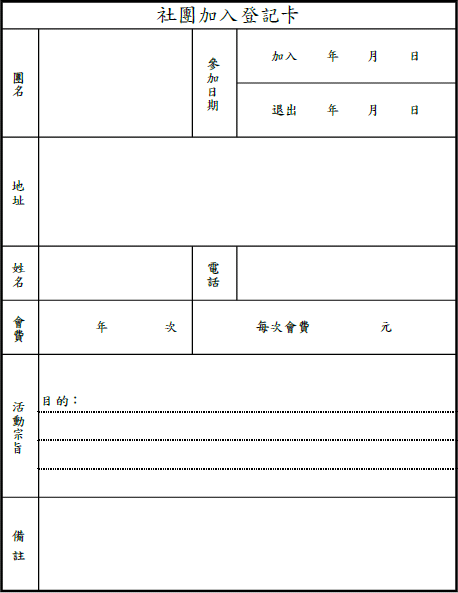 社團加入登記卡
團名
參加日期
加入 年 月 日
退出 年 月 日
地址
姓名
電話
會費
年 次
每次會費 元
活動宗旨
目的：
備註